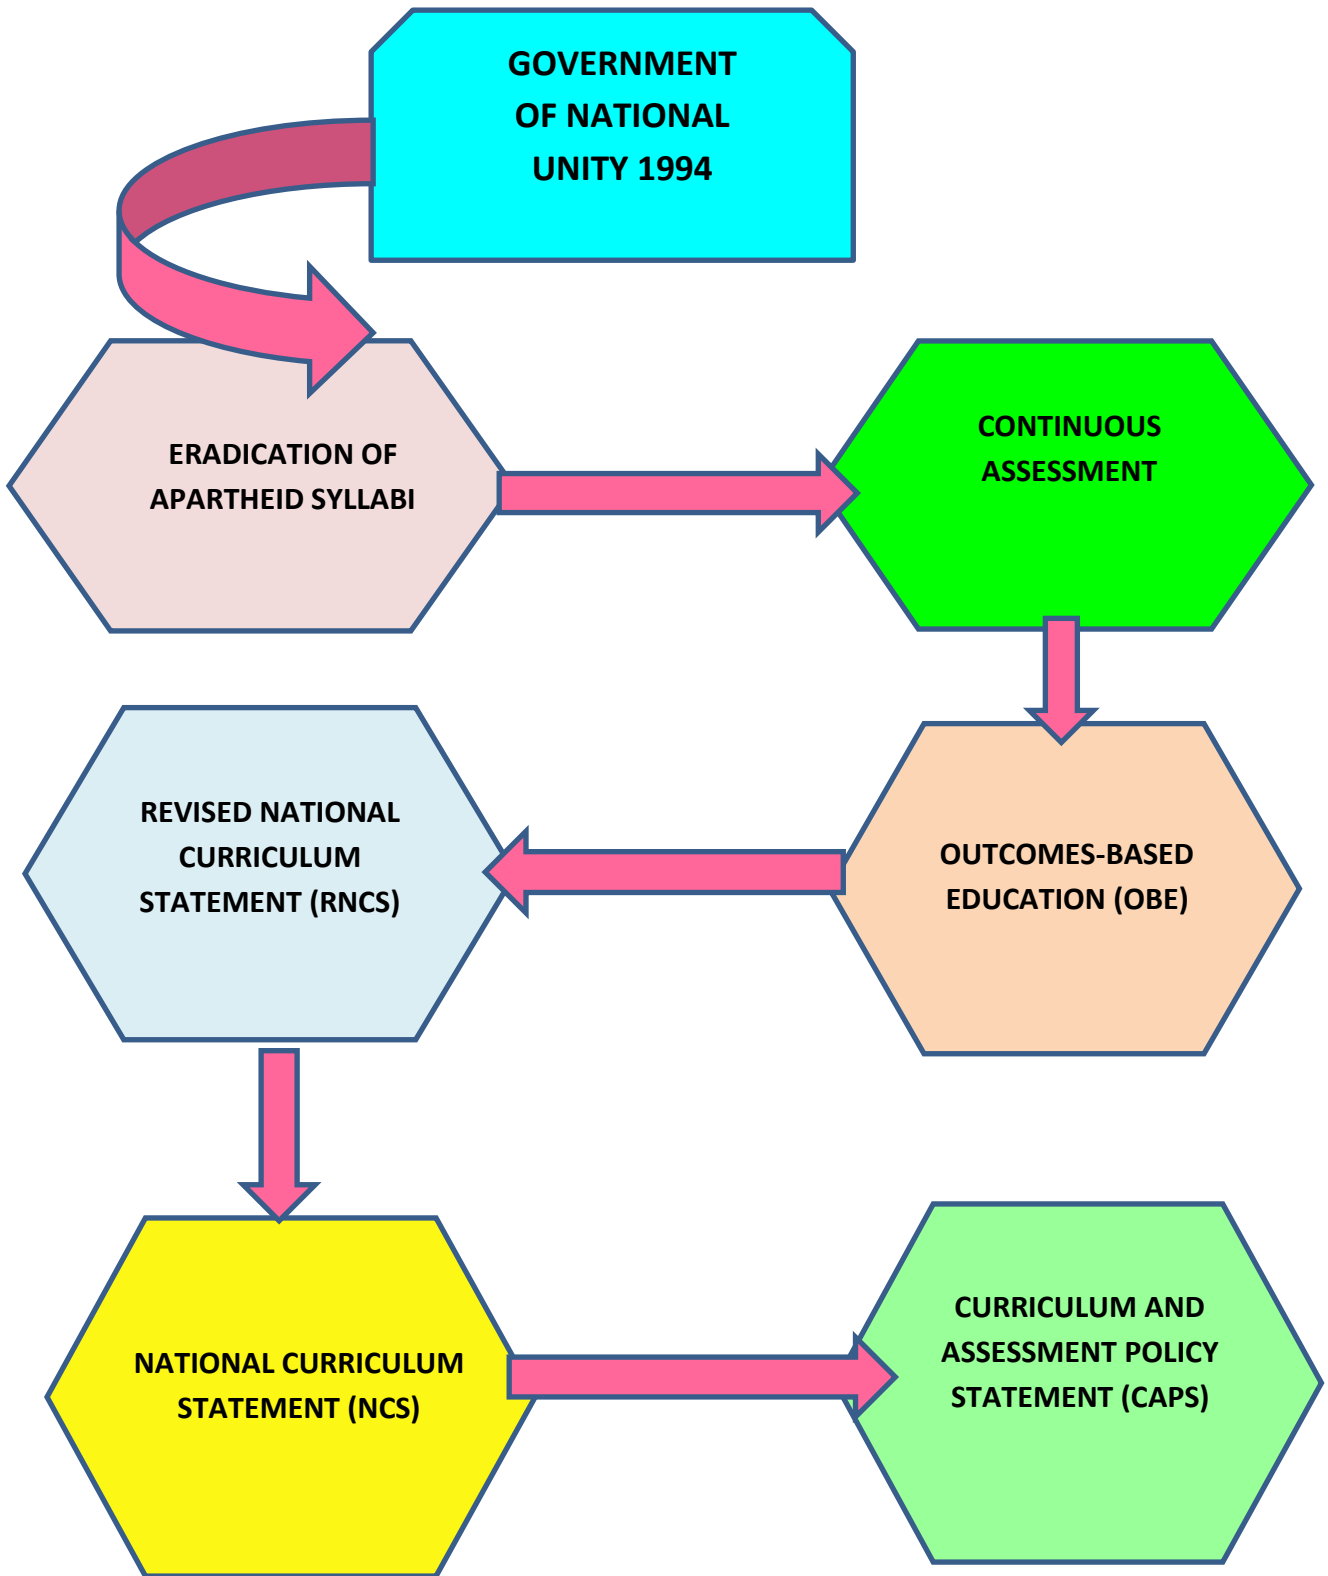 GOVERNMENT
OF NATIONAL
UNITY 1994
ERADICATION OF
APARTHEID SYLLABI
CONTINUOUS
ASSESSMENT
OUTCOMES-BASED
EDUCATION (OBE)
REVISED NATIONAL
CURRICULUM
STATEMENT (RNCS)
NATIONAL CURRICULUM
STATEMENT (NCS)
CURRICULUM AND
ASSESSMENT POLICY
STATEMENT (CAPS)